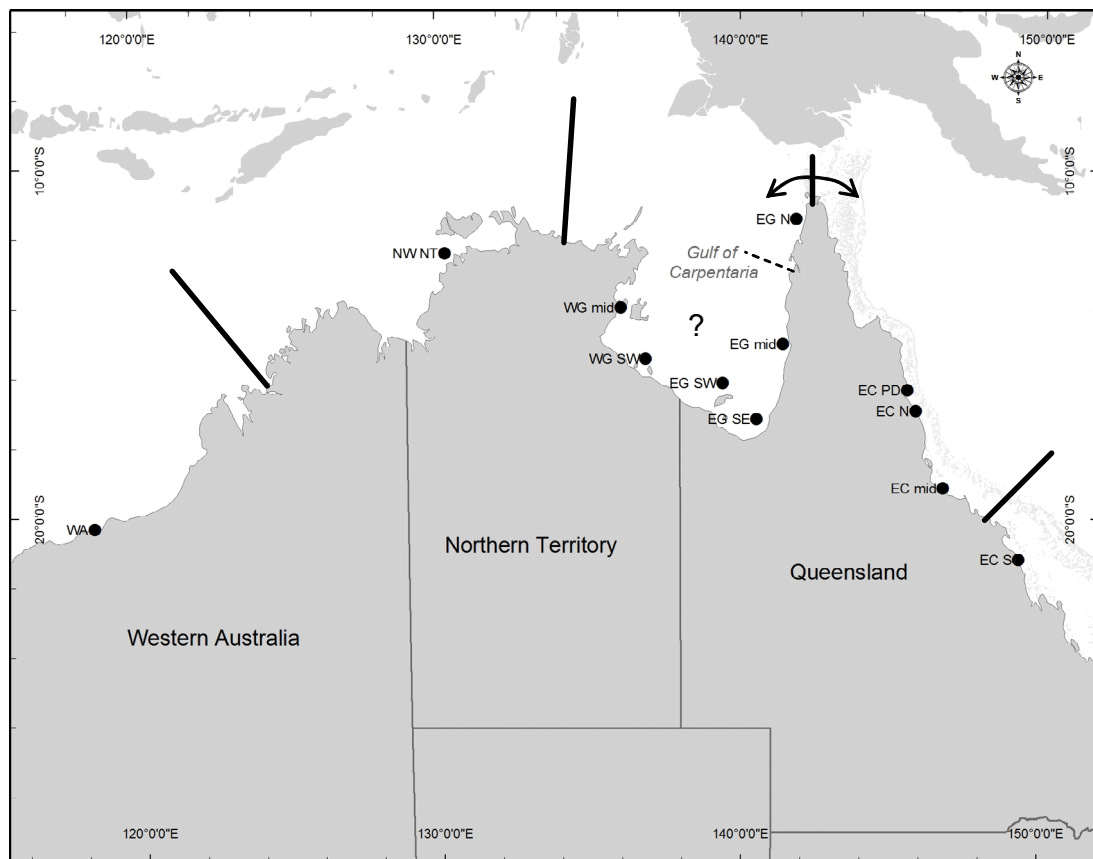 120°0'0"E
130°0'0"E
140°0'0"E
150°0'0"E
N
W
E
S
10°0'0"S
10°0'0"S
EG N
NW NT
Gulf of
Carpentaria
WG mid
?
EG mid
WG SW
EG SW
EC PD
EC N
EG SE
EC mid
20°0'0"S
20°0'0"S
WA
Northern Territory
EC S
Queensland
Western Australia
120°0'0"E
130°0'0"E
140°0'0"E
150°0'0"E